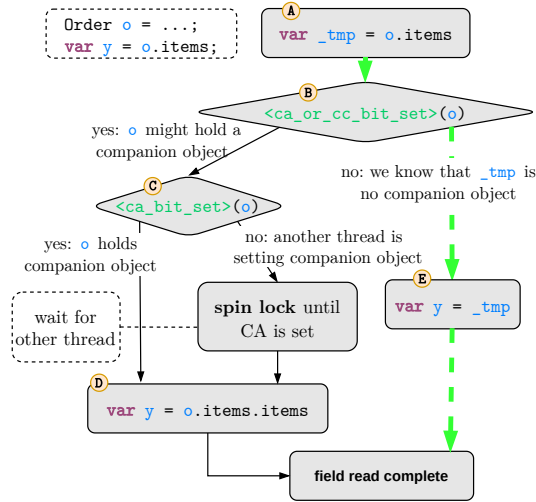 Order o = ...;
var y = o.items;
A
var _tmp = o.items
B
<ca_or_cc_bit_set>(o)
yes: o might hold a
companion object
no: we know that _tmp is
no companion object
C
<ca_bit_set>(o)
yes: o holds
companion object
no: another thread is
setting companion object
E
var y = _tmp
spin lock until
CA is set
wait for
other thread
D
var y = o.items.items
field read complete